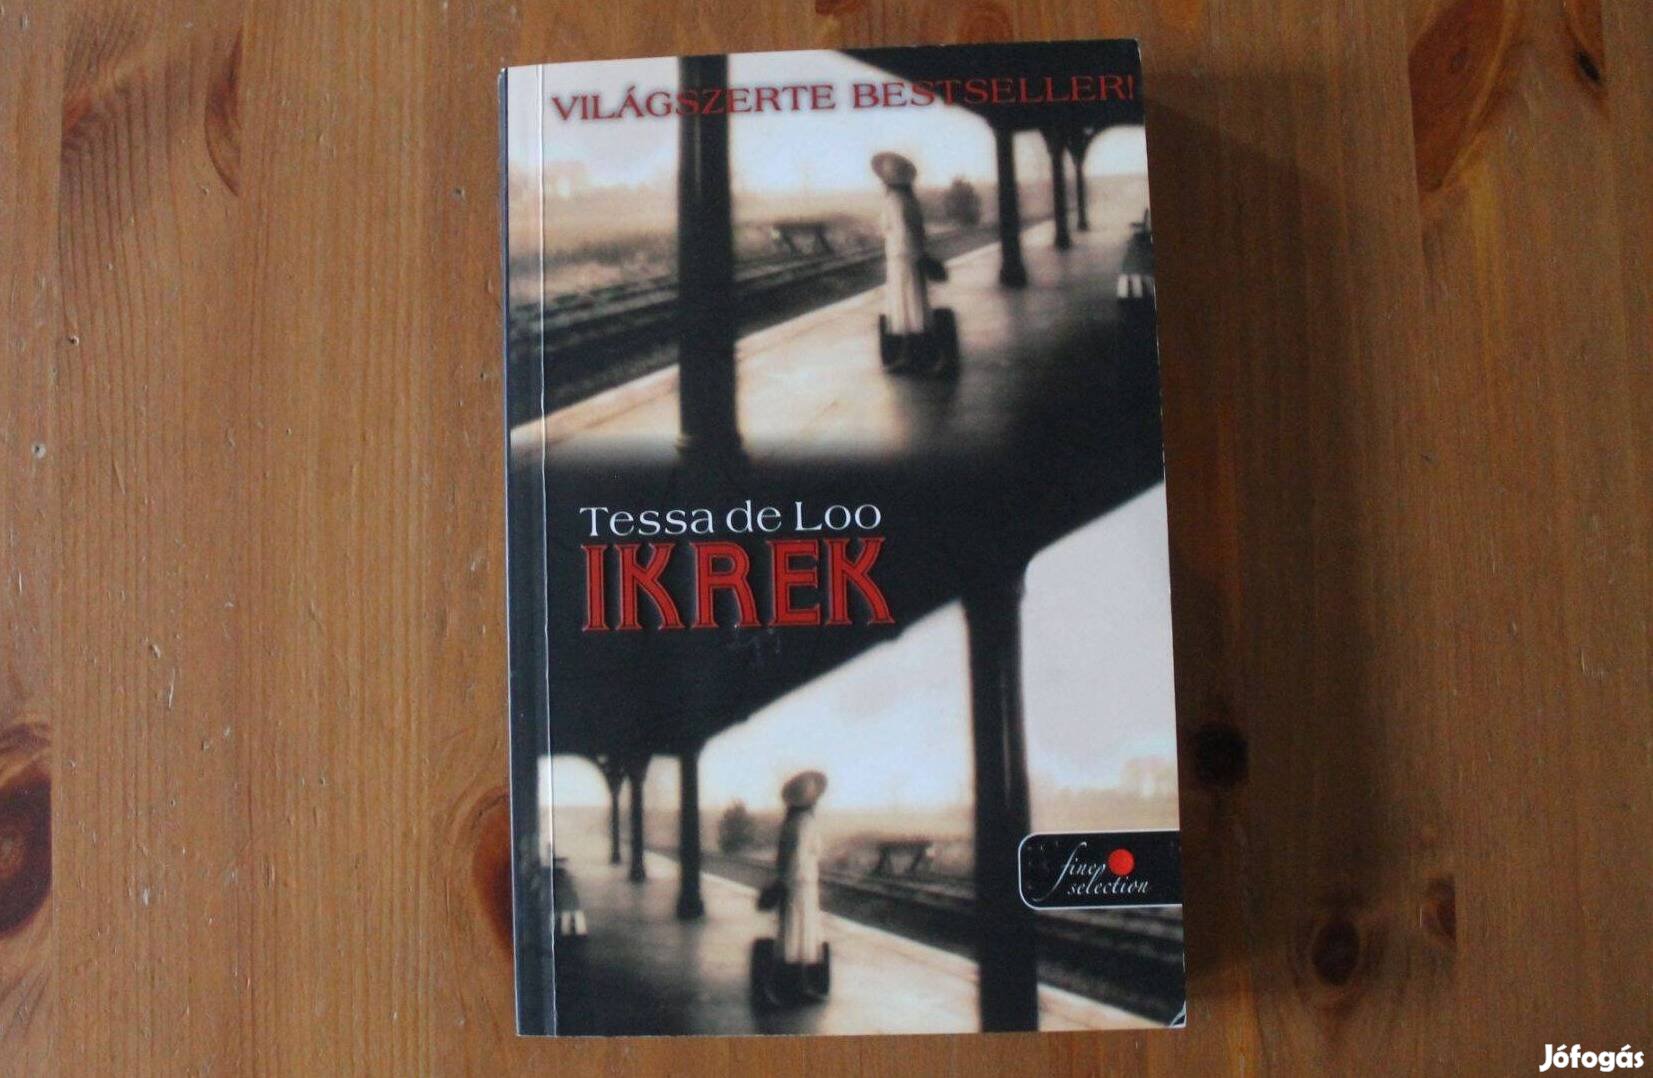 VILÁGSZERTE BESTSELLER!
Tessa de Loo
IKREK
fine
selection
Jófogás